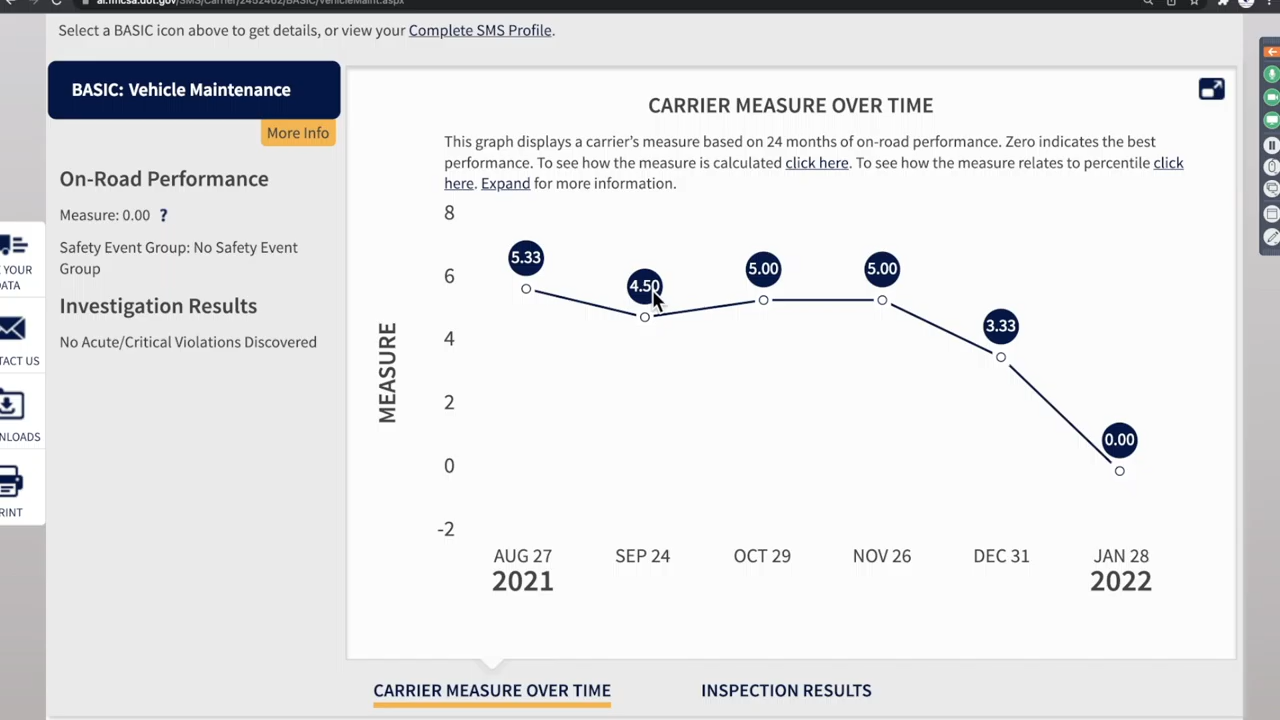 Select a BASIC icon above to get details, or view your Complete SMS Profile.
BASIC: Vehicle Maintenance
More Info
On-Road Performance
Measure: 0.00 ?
Safety Event Group: No Safety Event
Group
Investigation Results
No Acute/Critical Violations Discovered
YOUR
DATA
TACT US
NLOADS
RINT
CARRIER MEASURE OVER TIME
This graph displays a carrier's measure based on 24 months of on-road performance. Zero indicates the best
performance. To see how the measure is calculated click here. To see how the measure relates to percentile click
here. Expand for more information.
MEASURE
8
6
4
2
0
-2
5.33
4.50
5.00
5.00
3.33
0.00
AUG 27 SEP 24 OCT 29 NOV 26 DEC 31 JAN 28
2021 2022
CARRIER MEASURE OVER TIME INSPECTION RESULTS